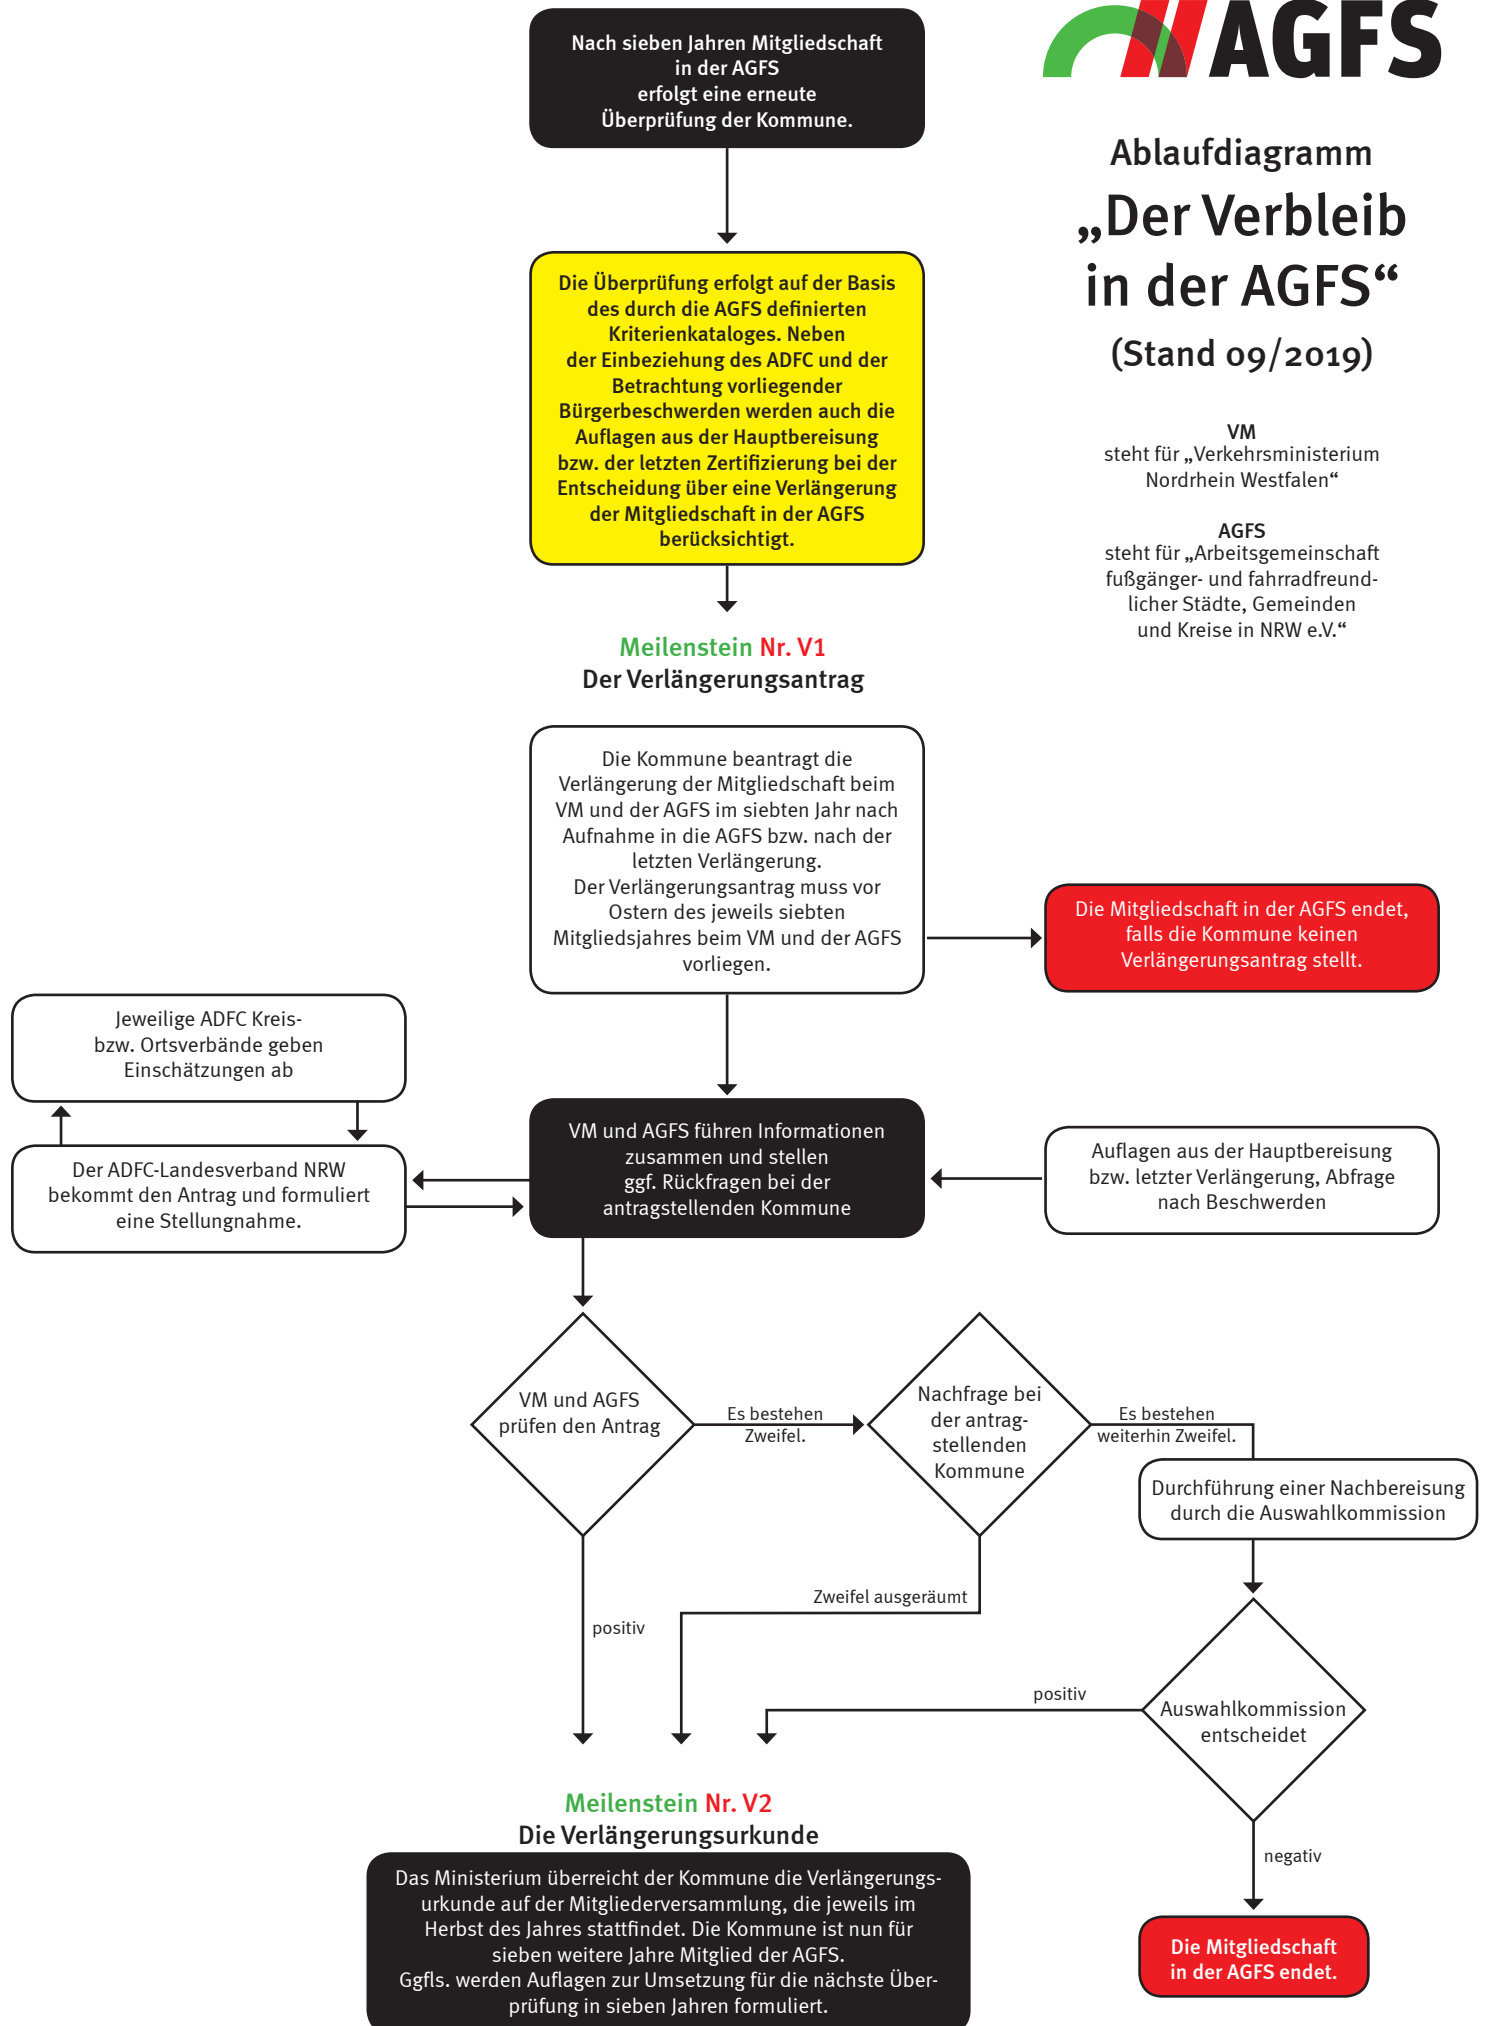 AGFS
Ablaufdiagramm
„Der Verbleib
in der AGFS“
(Stand 09/2019)
VM
steht für „Verkehrsministerium
Nordrhein Westfalen“
AGFS
steht für „Arbeitsgemeinschaft
fußgänger- und fahrradfreund-
licher Städte, Gemeinden
und Kreise in NRW e.V.“
Nach sieben Jahren Mitgliedschaft
in der AGFS
erfolgt eine erneute
Überprüfung der Kommune.
Die Überprüfung erfolgt auf der Basis
des durch die AGFS definierten
Kriterienkataloges. Neben
der Einbeziehung des ADFC und der
Betrachtung vorliegender
Bürgerbeschwerden werden auch die
Auflagen aus der Hauptbereisung
bzw. der letzten Zertifizierung bei der
Entscheidung über eine Verlängerung
der Mitgliedschaft in der AGFS
berücksichtigt.
Meilenstein Nr. V1
Der Verlängerungsantrag
Die Kommune beantragt die
Verlängerung der Mitgliedschaft beim
VM und der AGFS im siebten Jahr nach
Aufnahme in die AGFS bzw. nach der
letzten Verlängerung.
Der Verlängerungsantrag muss vor
Ostern des jeweils siebten
Mitgliedsjahres beim VM und der AGFS
vorliegen.
Die Mitgliedschaft in der AGFS endet,
falls die Kommune keinen
Verlängerungsantrag stellt.
Jeweilige ADFC Kreis-
bzw. Ortsverbände geben
Einschätzungen ab
Der ADFC-Landesverband NRW
bekommt den Antrag und formuliert
eine Stellungnahme.
VM und AGFS führen Informationen
zusammen und stellen
ggf. Rückfragen bei der
antragstellenden Kommune
Auflagen aus der Hauptbereisung
bzw. letzter Verlängerung, Abfrage
nach Beschwerden
VM und AGFS
prüfen den Antrag
Es bestehen
Zweifel.
Nachfrage bei
der antrag-
stellenden
Kommune
Es bestehen
weiterhin Zweifel.
Durchführung einer Nachbereisung
durch die Auswahlkommission
Zweifel ausgeräumt
positiv
positiv
Auswahlkommission
entscheidet
negativ
Meilenstein Nr. V2
Die Verlängerungsurkunde
Das Ministerium überreicht der Kommune die Verlängerungs-
urkunde auf der Mitgliederversammlung, die jeweils im
Herbst des Jahres stattfindet. Die Kommune ist nun für
sieben weitere Jahre Mitglied der AGFS.
Ggfls. werden Auflagen zur Umsetzung für die nächste Über-
prüfung in sieben Jahren formuliert.
Die Mitgliedschaft
in der AGFS endet.